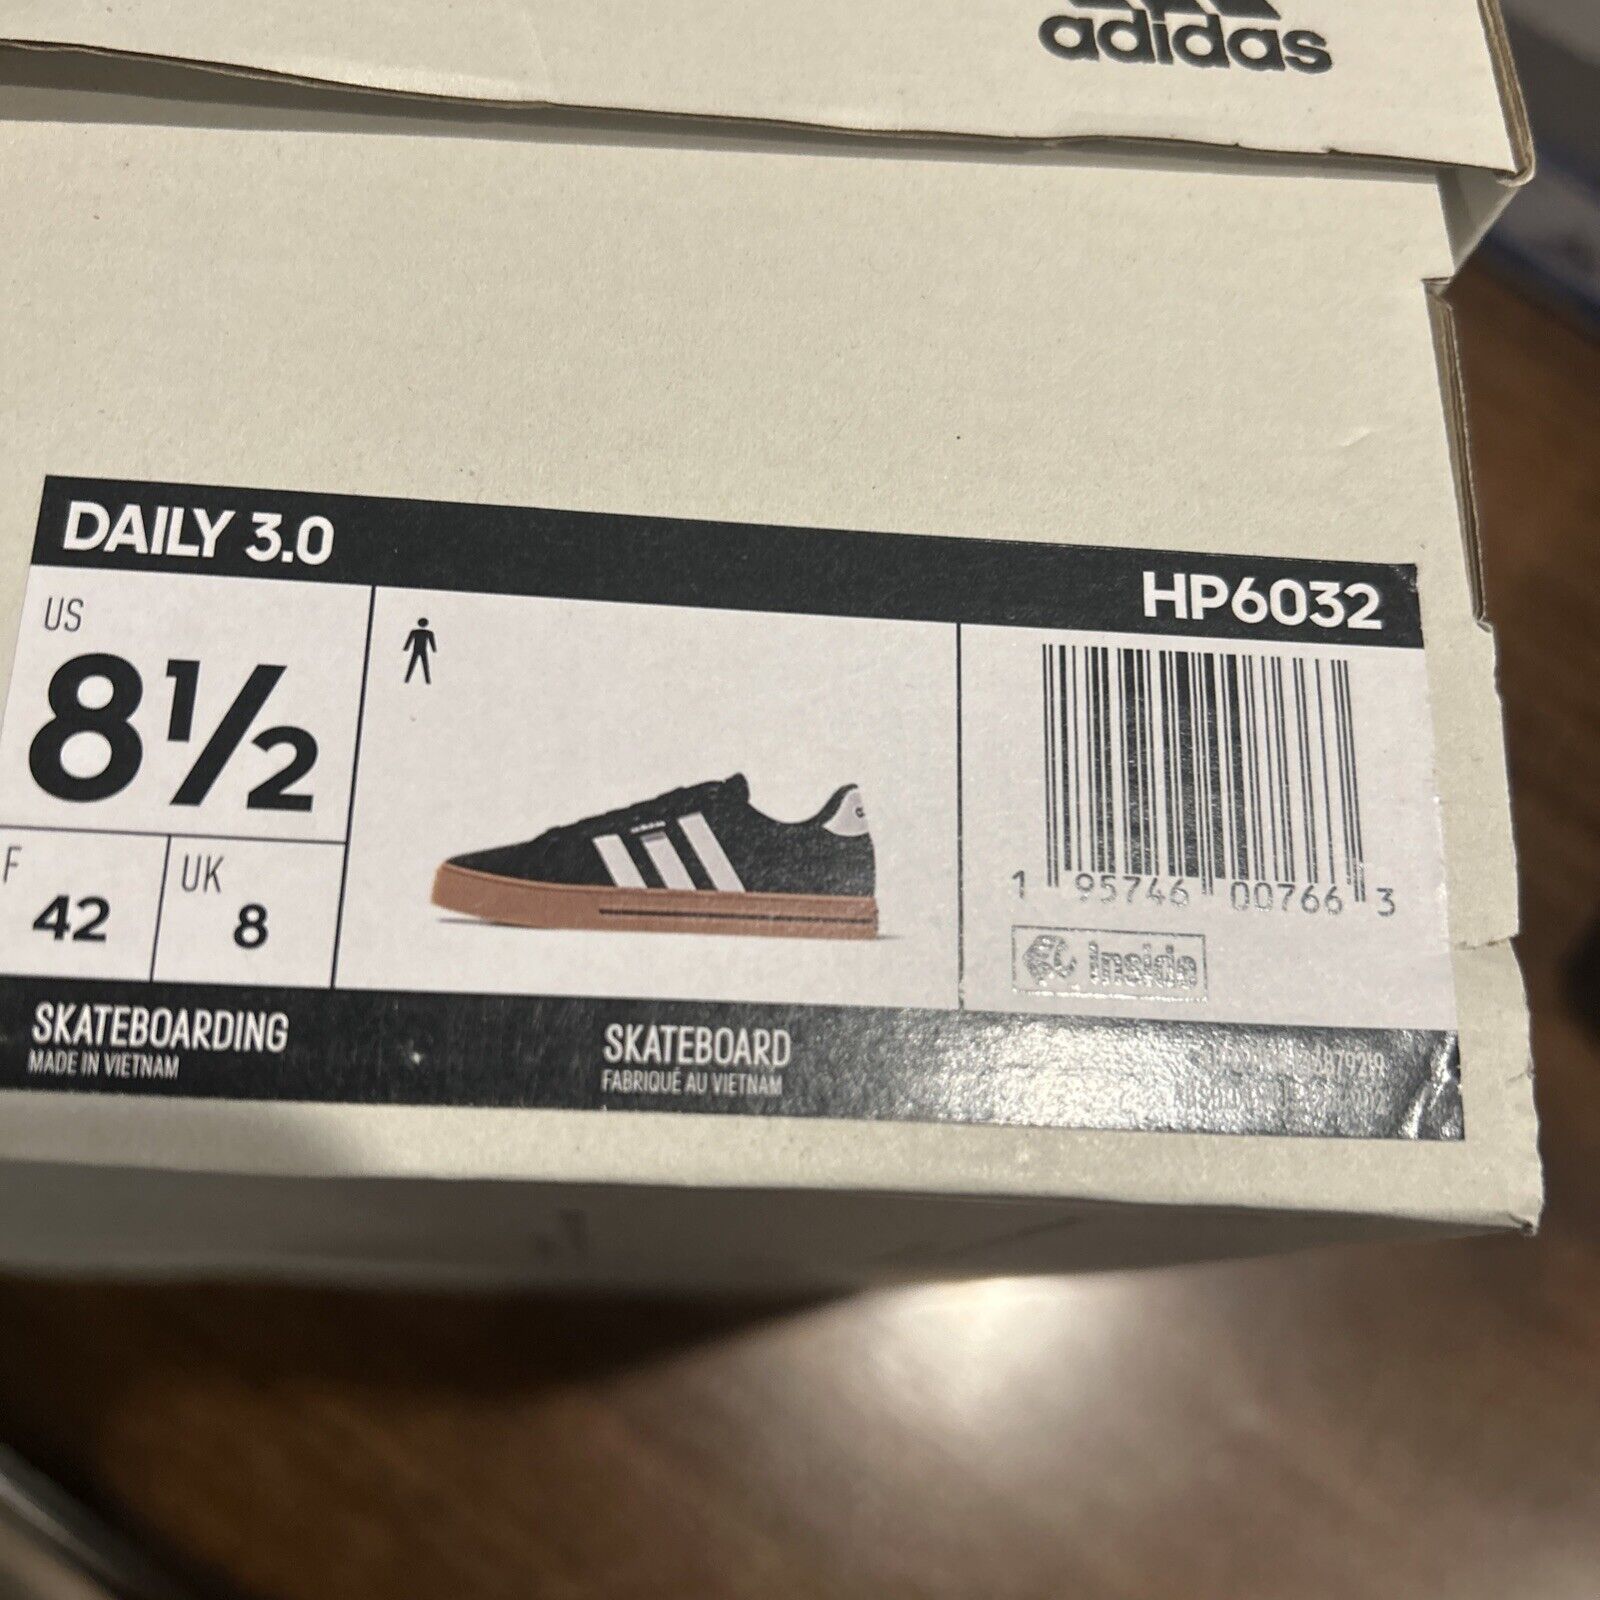 adidas
DAILY 3.0
HP6032
US
8½
F
42
UK
8
1 95746 00766 3
Inside
SKATEBOARDING
MADE IN VIETNAM
SKATEBOARD
FABRIQUÉ AU VIETNAM